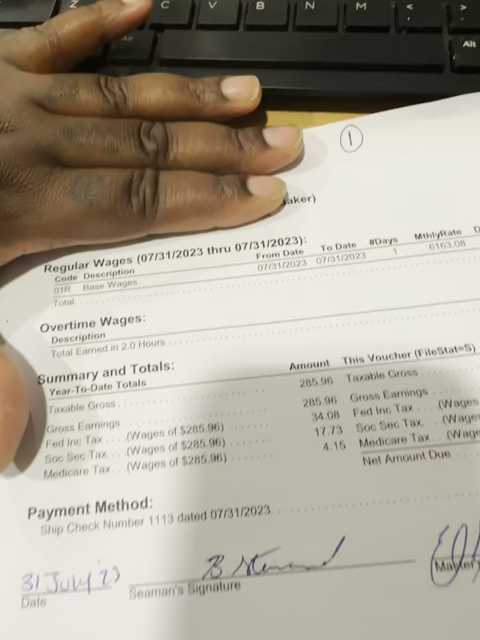 Z C V B N M < >
Alt Alt
1
aker)
Regular Wages (07/31/2023 thru 07/31/2023):
Code Description From Date To Date #Days MthlyRate D
01R Base Wages 07/31/2023 07/31/2023 1 6163.08
Total
Overtime Wages:
Description
Total Earned in 2.0 Hours
Summary and Totals:
Year-To-Date Totals Amount This Voucher (FileStat=S)
Taxable Gross 285.96 Taxable Gross
Gross Earnings 285.96 Gross Earnings
Fed Inc Tax (Wages of $285.96) 34.08 Fed Inc Tax (Wages
Soc Sec Tax (Wages of $285.96) 17.73 Soc Sec Tax (Wages
Medicare Tax (Wages of $285.96) 4.15 Medicare Tax (Wage
Net Amount Due
Payment Method:
Ship Check Number 1113 dated 07/31/2023
31 July 23
Date Seaman's Signature Master's